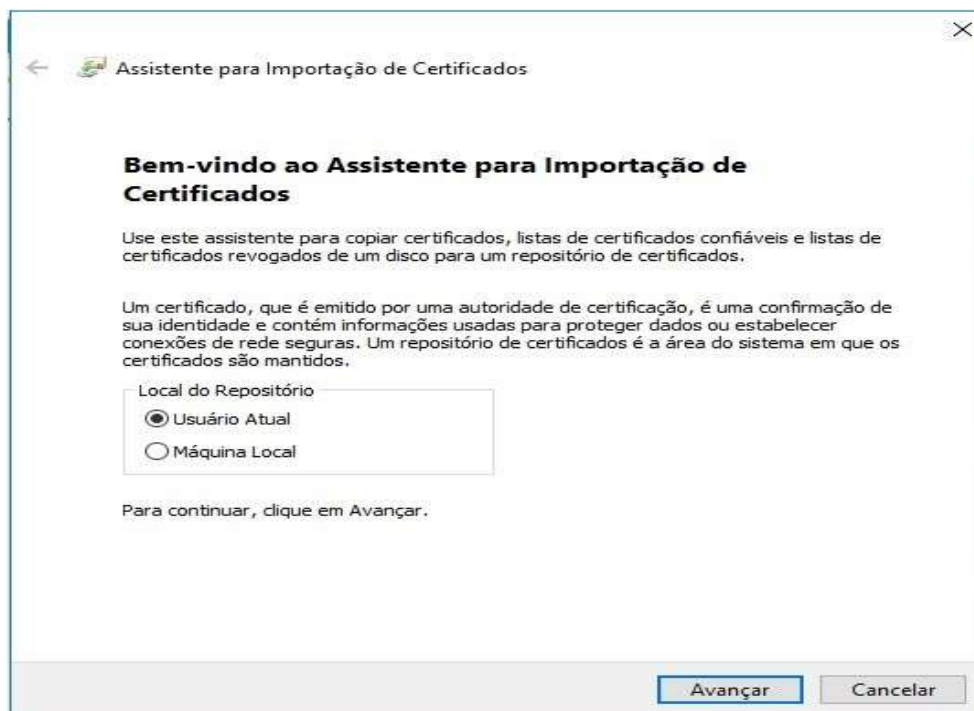 Assistente para Importação de Certificados
Bem-vindo ao Assistente para Importação de
Certificados
Use este assistente para copiar certificados, listas de certificados confiáveis e listas de
certificados revogados de um disco para um repositório de certificados.
Um certificado, que é emitido por uma autoridade de certificação, é uma confirmação de
sua identidade e contém informações usadas para proteger dados ou estabelecer
conexões de rede seguras. Um repositório de certificados é a área do sistema em que os
certificados são mantidos.
Local do Repositório
Usuário Atual
Máquina Local
Para continuar, clique em Avançar.
Avançar
Cancelar